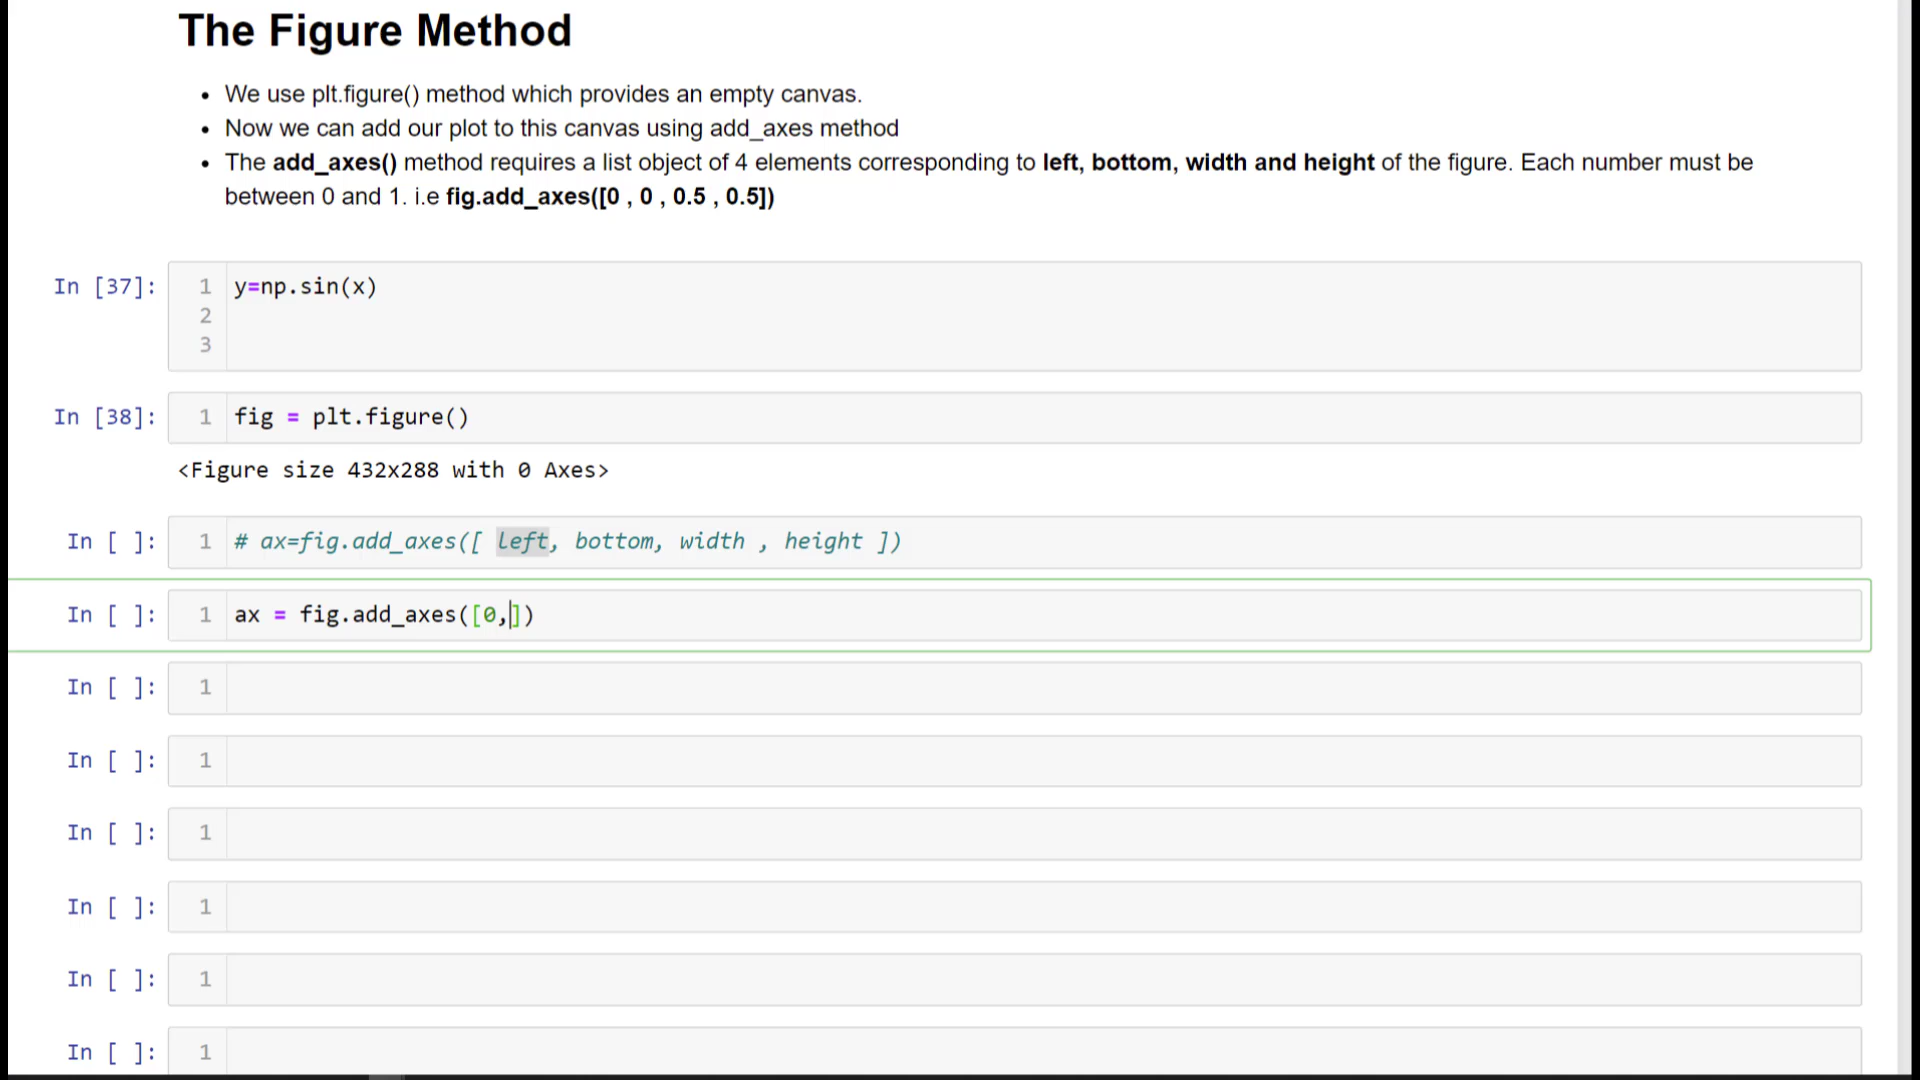 The Figure Method
• We use plt.figure() method which provides an empty canvas.
• Now we can add our plot to this canvas using add_axes method
• The add_axes() method requires a list object of 4 elements corresponding to left, bottom, width and height of the figure. Each number must be
between 0 and 1. i.e fig.add_axes([0 , 0 , 0.5 , 0.5])
In [37]: 1 y=np.sin(x)
2
3
In [38]: 1 fig = plt.figure()
<Figure size 432x288 with 0 Axes>
In [ ]: 1 # ax=fig.add_axes([ left, bottom, width , height ])
In [ ]: 1 ax = fig.add_axes([0,])
In [ ]: 1
In [ ]: 1
In [ ]: 1
In [ ]: 1
In [ ]: 1
In [ ]: 1